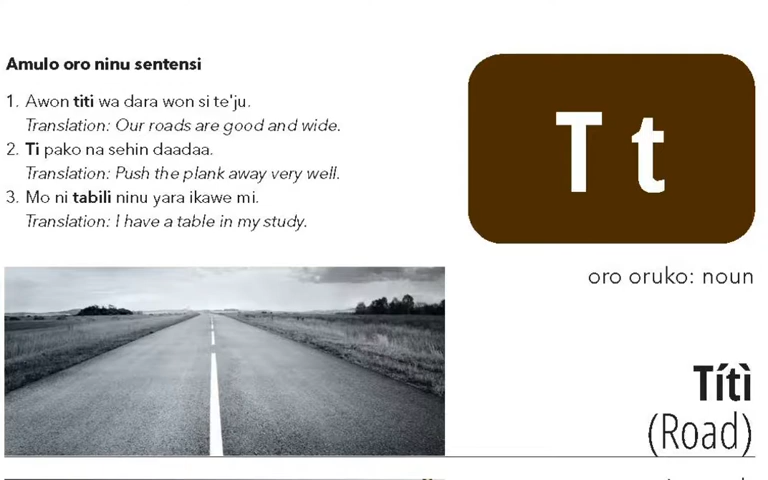 Amulo oro ninu sentensi
1. Awon titi wa dara won si te'ju.
Translation: Our roads are good and wide.
2. Ti pako na sehin daadaa.
Translation: Push the plank away very well.
3. Mo ni tabili ninu yara ikawe mi.
Translation: I have a table in my study.
T t
oro oruko: noun
Títì
(Road)